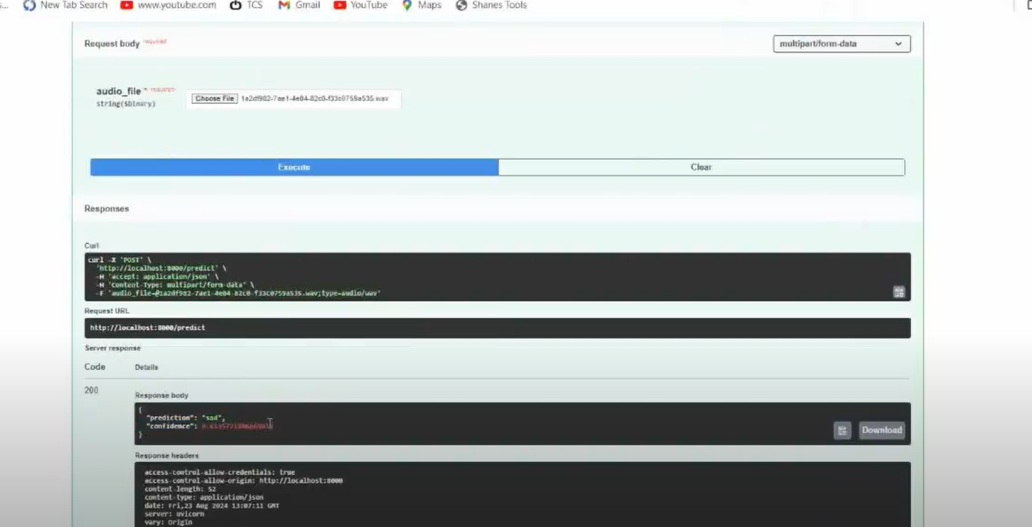 New Tab Search www.youtube.com TCS Gmail YouTube Maps Shanes Tools
Request body required
multipart/form-data
audio_file * required
string($binary)
Choose File 1a2df982-7ae1-4e84-82c0-f33c0759a535.wav
Execute
Clear
Responses
Curl
curl -X 'POST' \
'http://localhost:8000/predict' \
-H 'accept: application/json' \
-H 'Content-Type: multipart/form-data' \
-F 'audio_file=@1a2df982-7ae1-4e84-82c0-f33c0759a535.wav;type=audio/wav'
Request URL
http://localhost:8000/predict
Server response
Code Details
200
Response body
{
"prediction": "sad",
"confidence":
}
Download
Response headers
access-control-allow-credentials: true
access-control-allow-origin: http://localhost:8000
content-length: 52
content-type: application/json
date: Fri,23 Aug 2024 13:07:11 GMT
server: uvicorn
vary: Origin